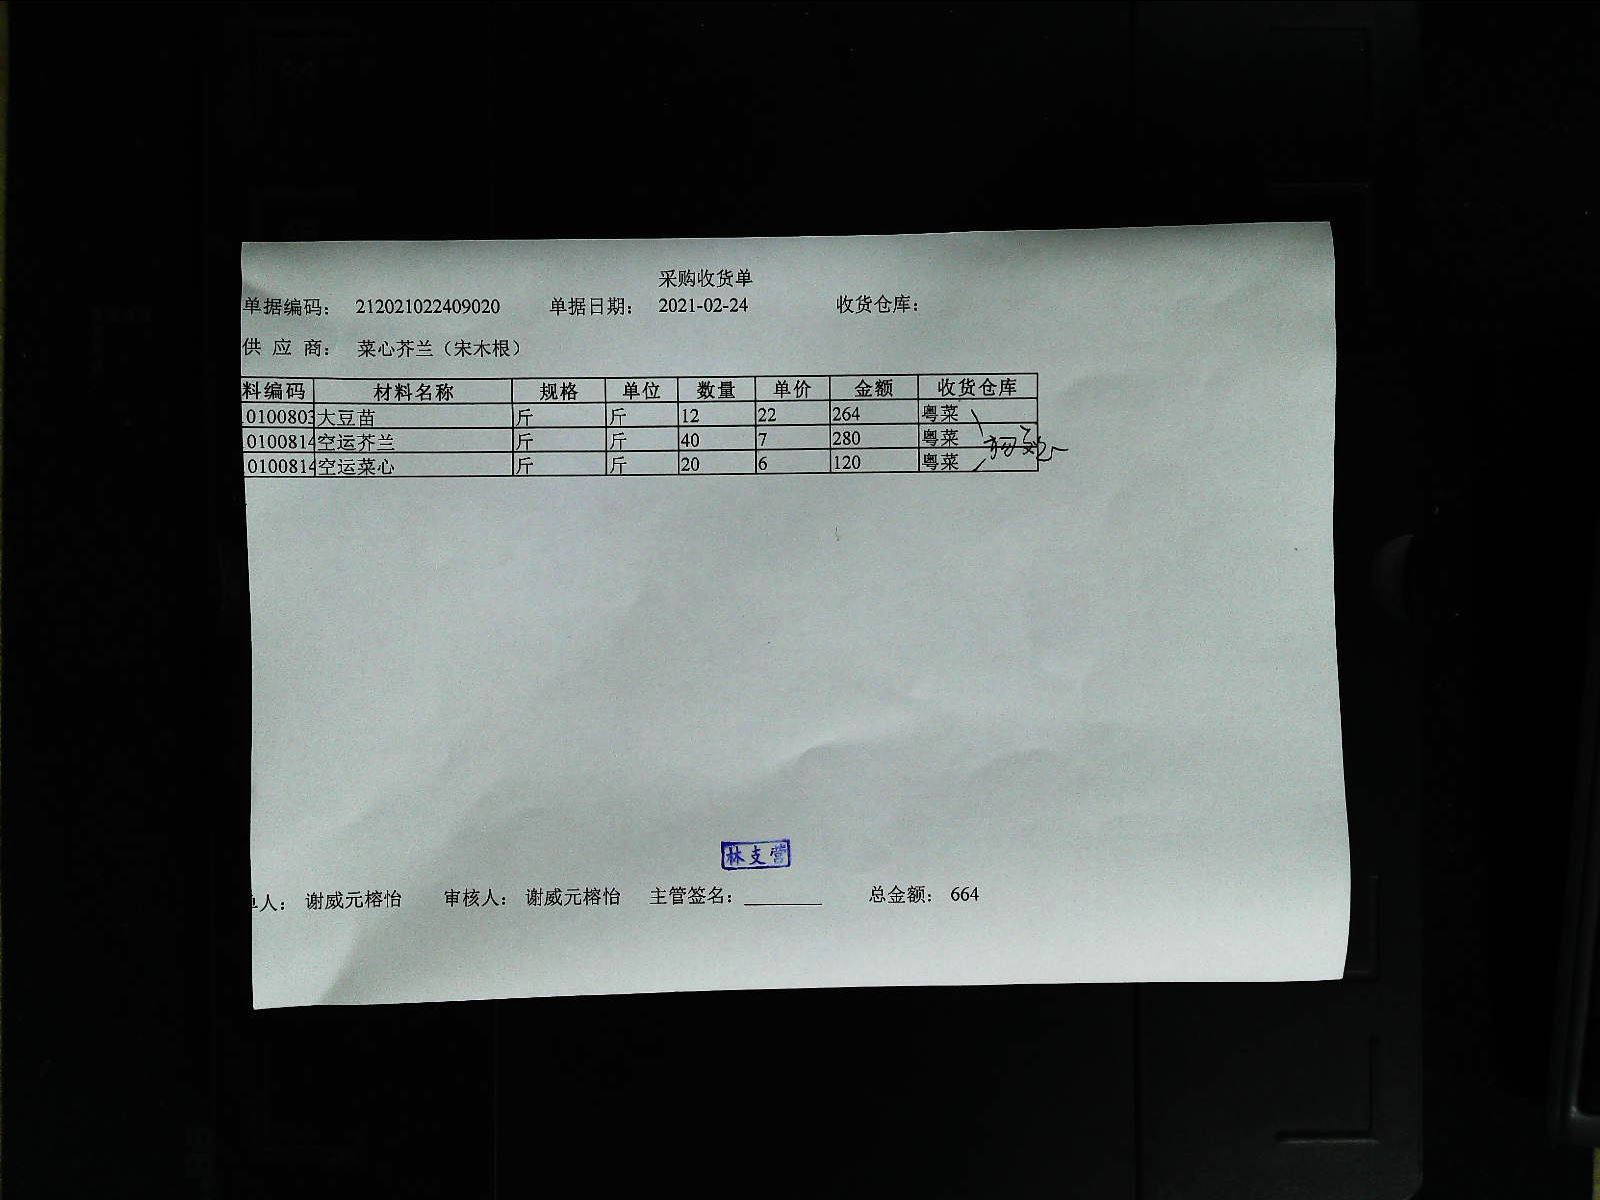 采购收货单
单据编码： 212021022409020 单据日期： 2021-02-24 收货仓库：
供 应 商： 菜心芥兰（宋木根）
料编码 材料名称 规格 单位 数量 单价 金额 收货仓库
0100803 大豆苗 斤 斤 12 22 264 粤菜
0100814 空运芥兰 斤 斤 40 7 280 粤菜
0100814 空运菜心 斤 斤 20 6 120 粤菜
林支营
人： 谢威元榕怡 审核人： 谢威元榕怡 主管签名：________ 总金额： 664